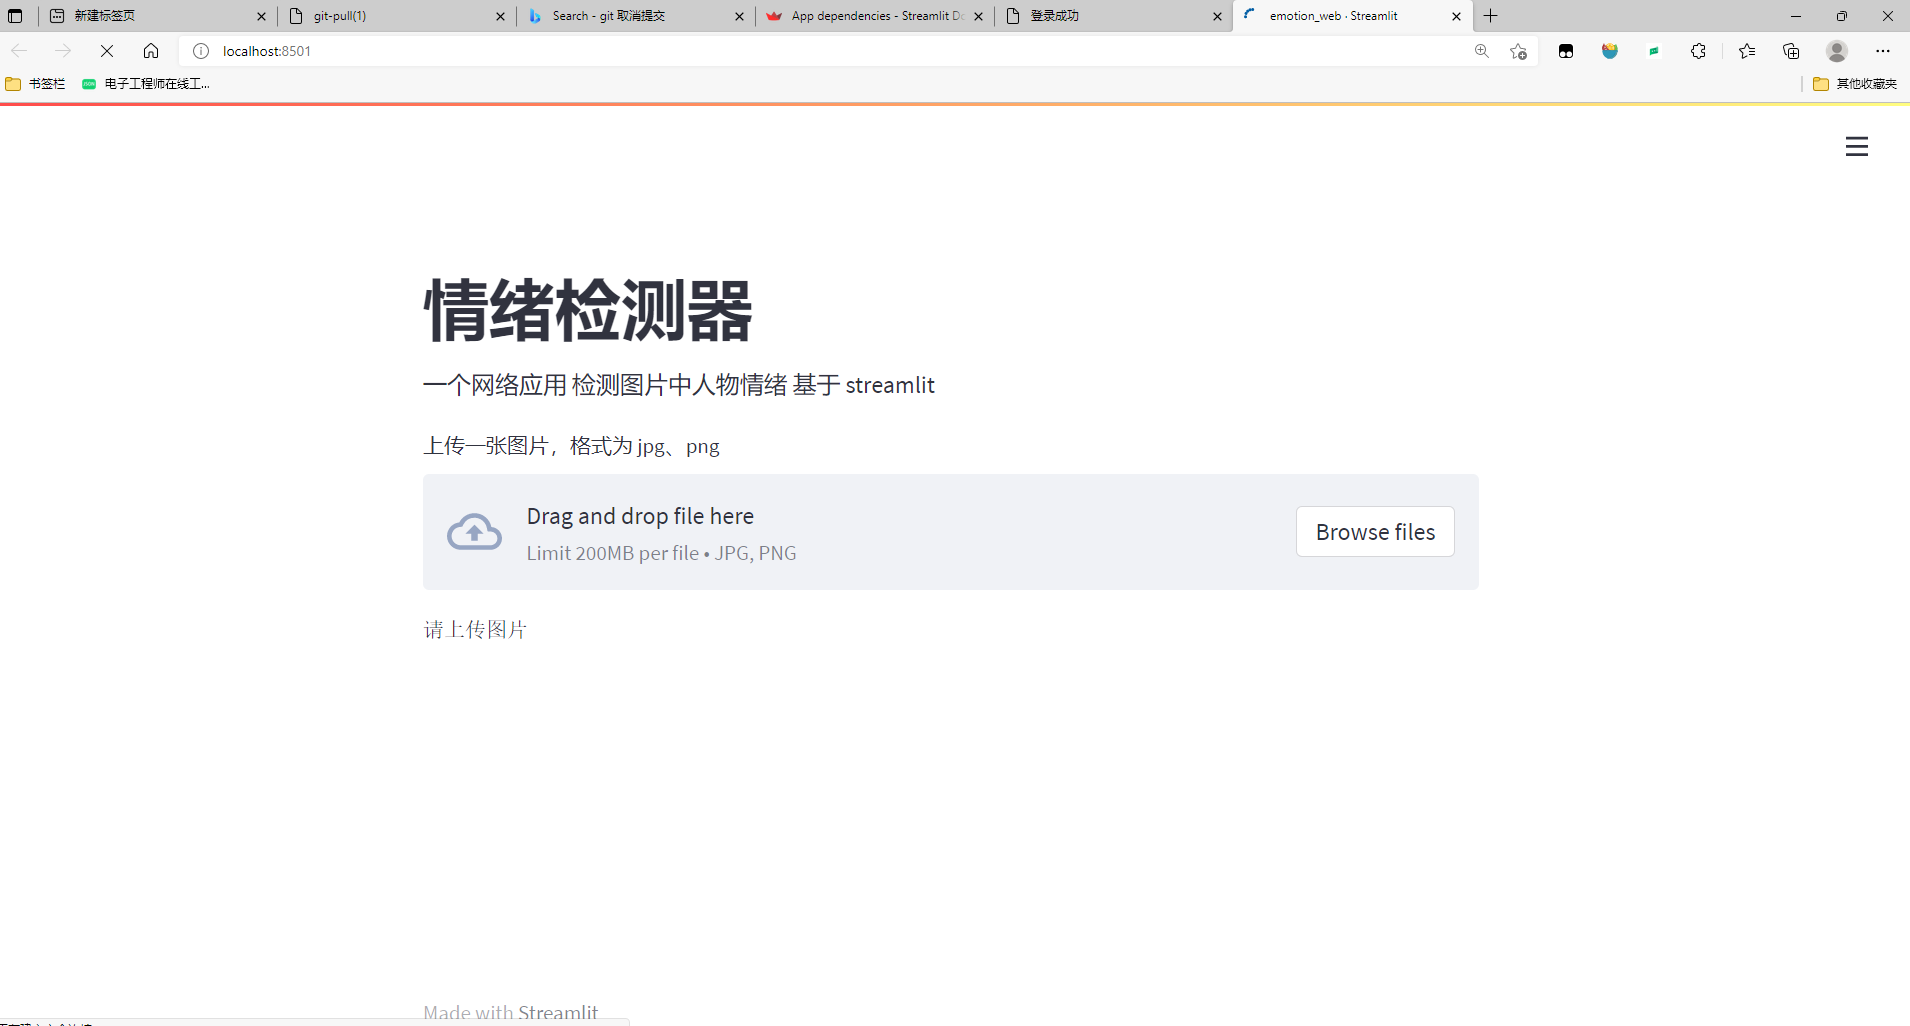 新建标签页
git-pull(1)
Search - git 取消提交
App dependencies - Streamlit Do
登录成功
emotion_web · Streamlit
localhost:8501
书签栏
电子工程师在线工...
其他收藏夹
情绪检测器
一个网络应用 检测图片中人物情绪 基于 streamlit
上传一张图片，格式为 jpg、png
Drag and drop file here
Limit 200MB per file • JPG, PNG
Browse files
请上传图片
Made with Streamlit